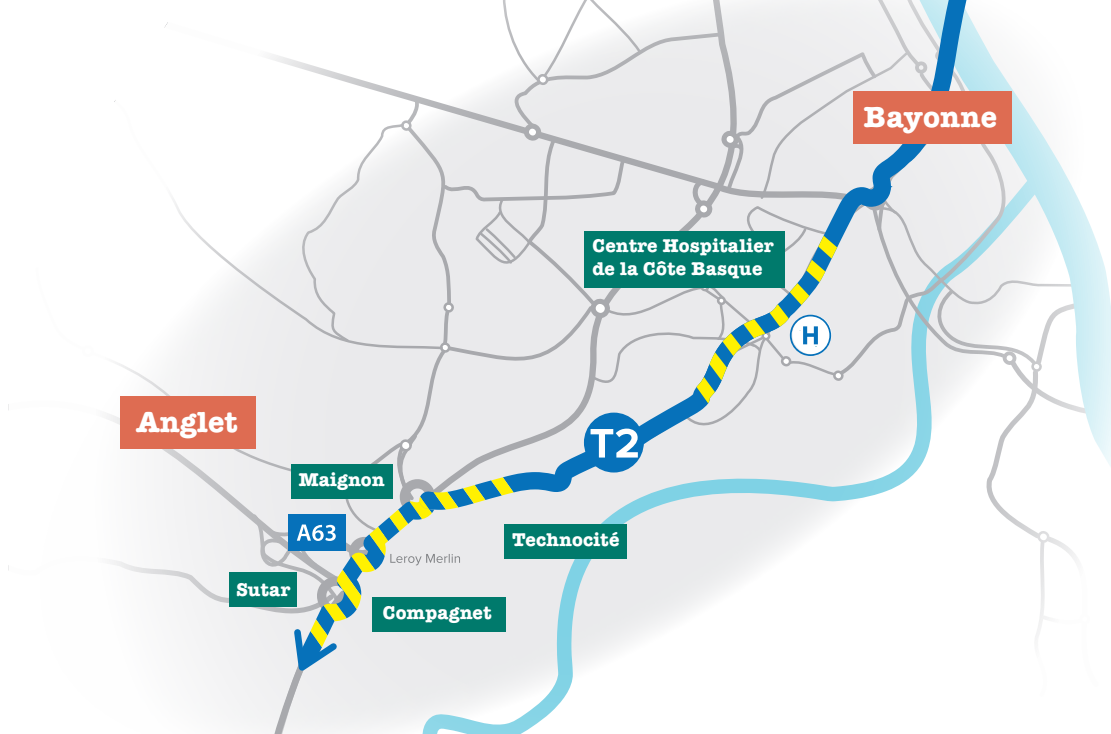 Bayonne
Centre Hospitalier
de la Côte Basque
H
Anglet
T2
Maignon
A63
Technocité
Leroy Merlin
Sutar
Compagnet